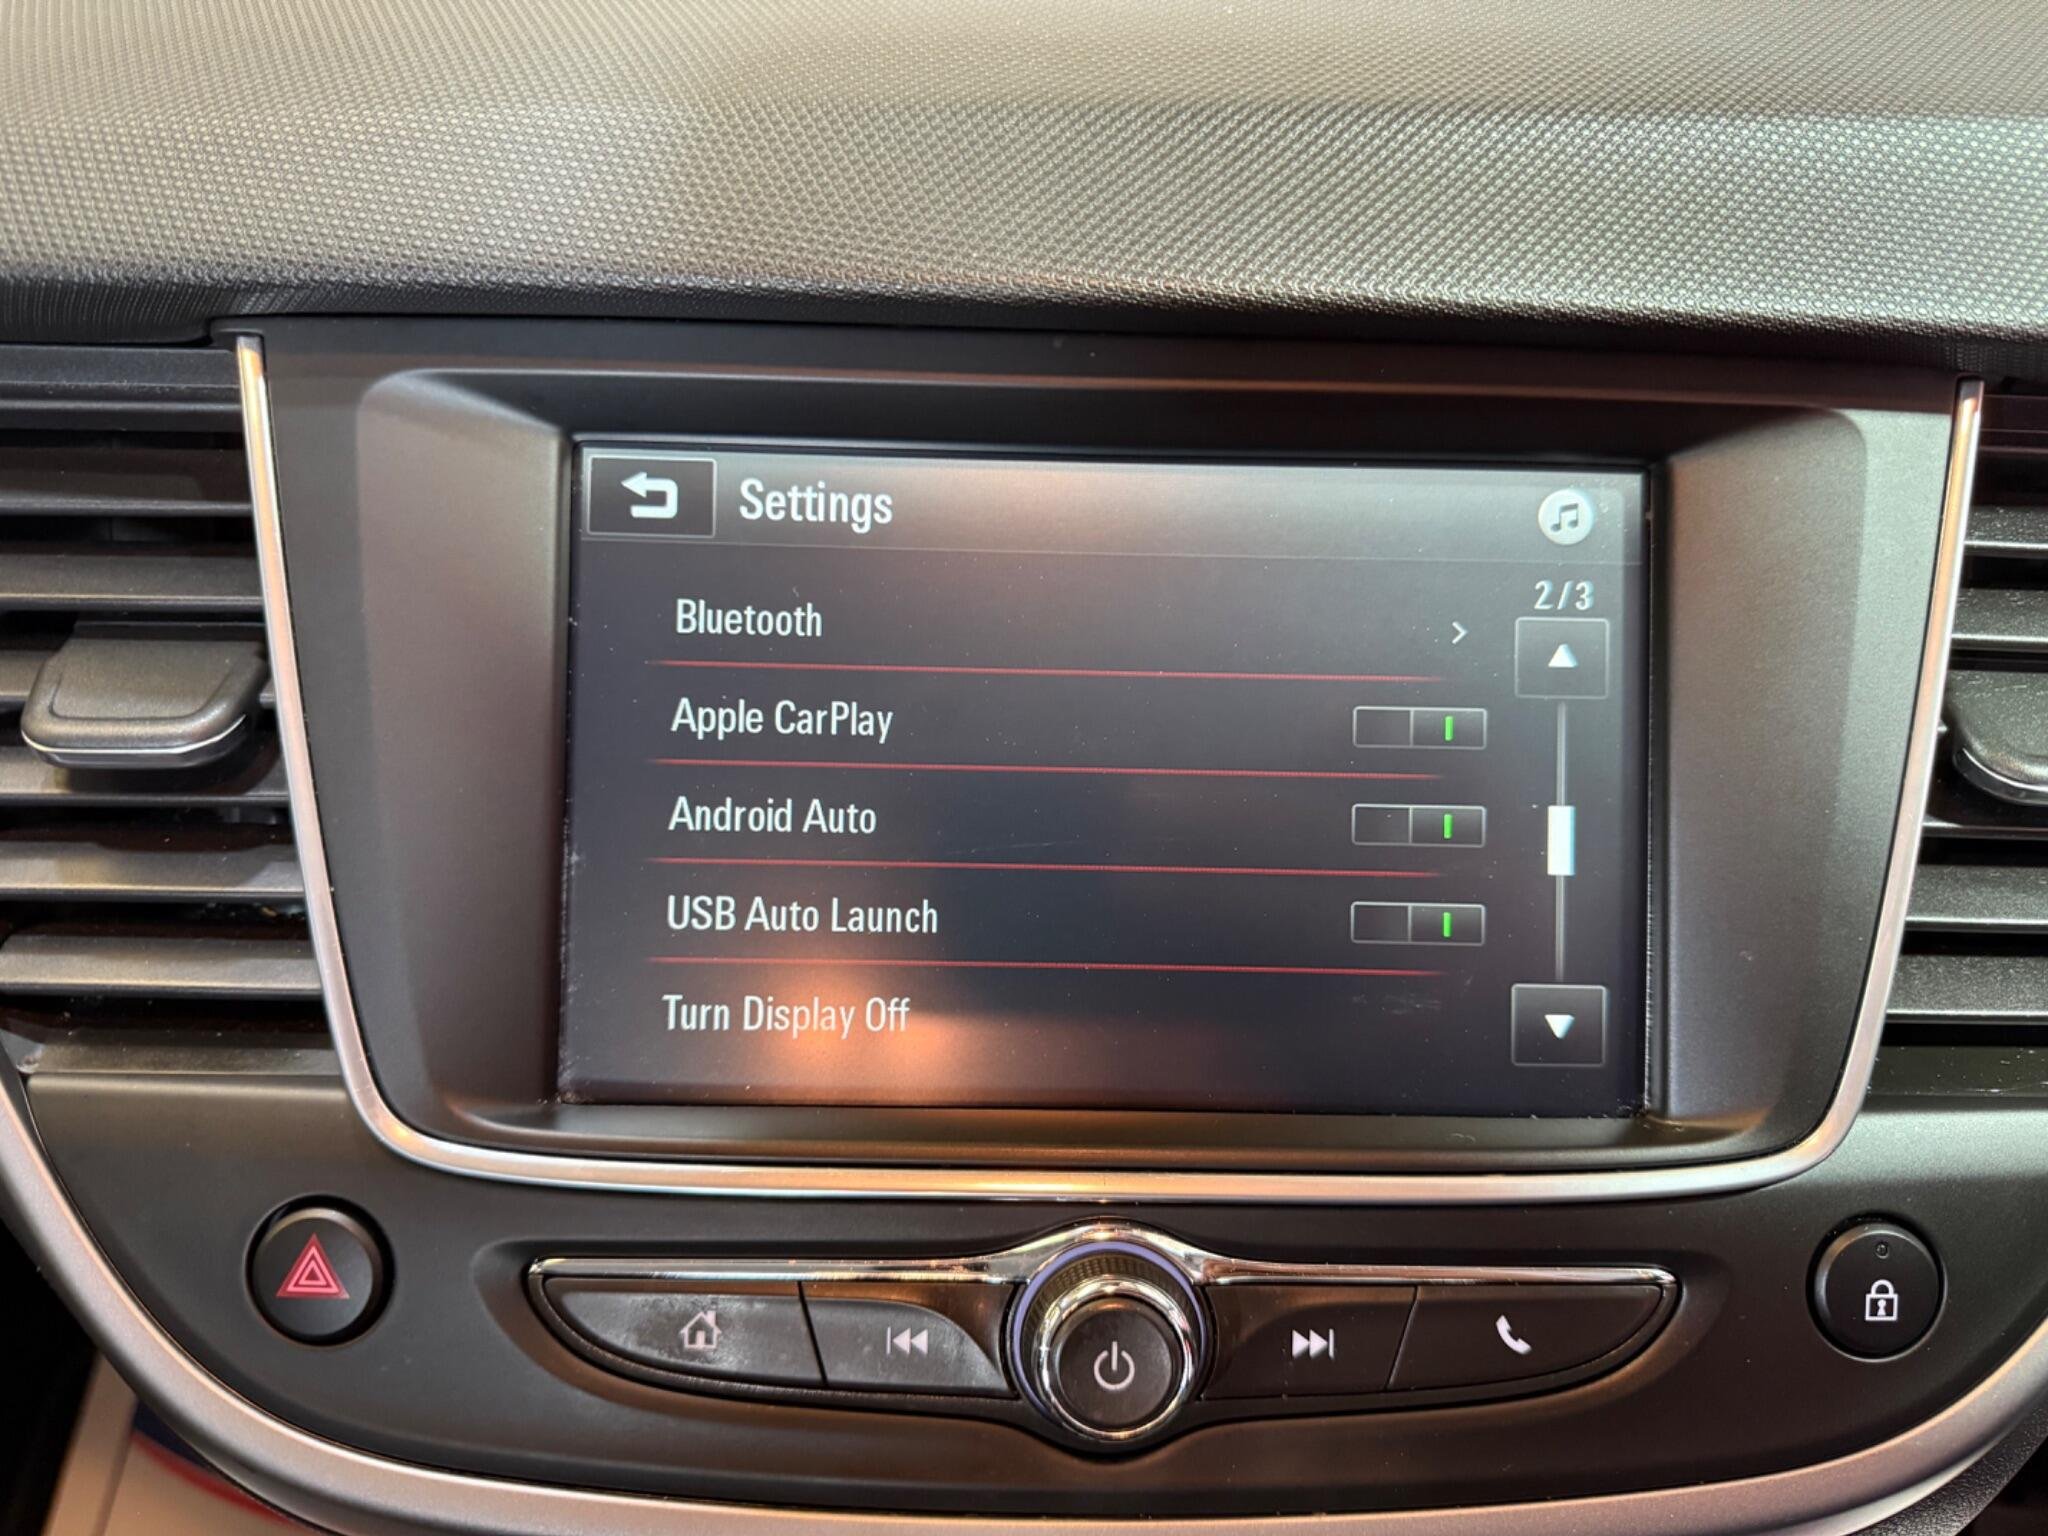 Settings
2/3
Bluetooth
Apple CarPlay
Android Auto
USB Auto Launch
Turn Display Off